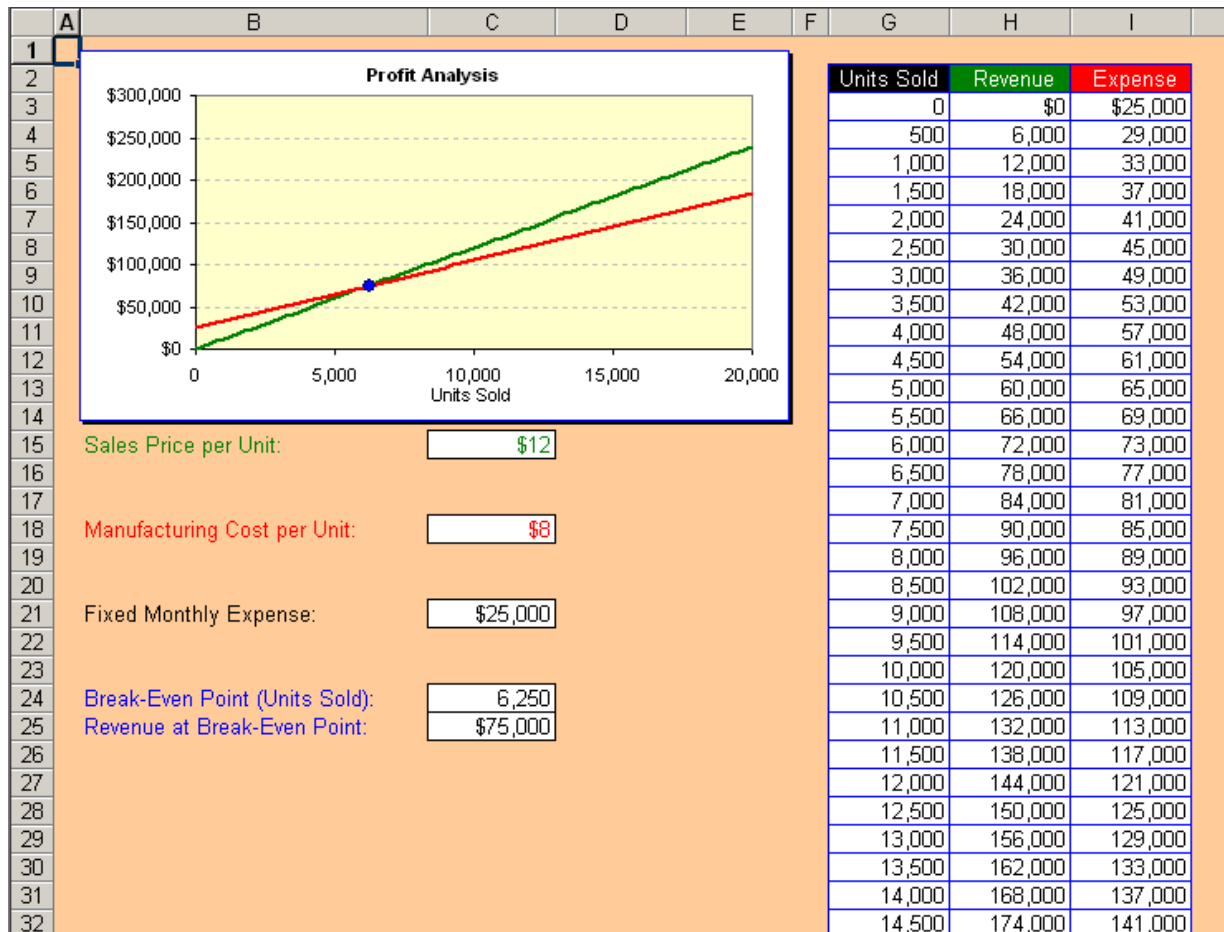 A B C D E F G H I
1
Profit Analysis
$300,000
$250,000
$200,000
$150,000
$100,000
$50,000
$0
0 5,000 10,000 15,000 20,000
Units Sold
2 Units Sold Revenue Expense
3 0 $0 $25,000
4 500 6,000 29,000
5 1,000 12,000 33,000
6 1,500 18,000 37,000
7 2,000 24,000 41,000
8 2,500 30,000 45,000
9 3,000 36,000 49,000
10 3,500 42,000 53,000
11 4,000 48,000 57,000
12 4,500 54,000 61,000
13 5,000 60,000 65,000
14 5,500 66,000 69,000
15 Sales Price per Unit: $12 6,000 72,000 73,000
16 6,500 78,000 77,000
17 7,000 84,000 81,000
18 Manufacturing Cost per Unit: $8 7,500 90,000 85,000
19 8,000 96,000 89,000
20 8,500 102,000 93,000
21 Fixed Monthly Expense: $25,000 9,000 108,000 97,000
22 9,500 114,000 101,000
23 10,000 120,000 105,000
24 Break-Even Point (Units Sold): 6,250 10,500 126,000 109,000
25 Revenue at Break-Even Point: $75,000 11,000 132,000 113,000
26 11,500 138,000 117,000
27 12,000 144,000 121,000
28 12,500 150,000 125,000
29 13,000 156,000 129,000
30 13,500 162,000 133,000
31 14,000 168,000 137,000
32 14,500 174,000 141,000